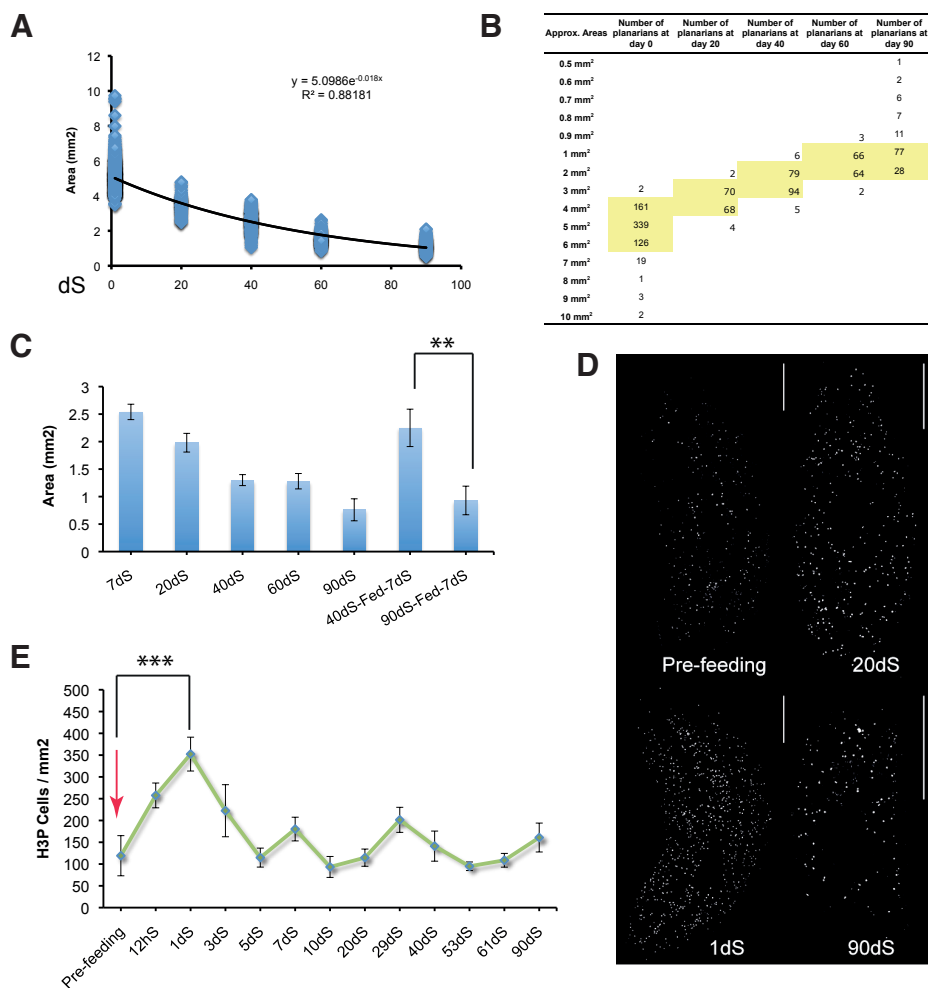 A
Area (mm2)
12
10
8
6
4
2
0
0 20 40 60 80 100
dS
y = 5.0986e^-0.018x
R² = 0.88181
B
Approx. Areas
Number of planarians at day 0
Number of planarians at day 20
Number of planarians at day 40
Number of planarians at day 60
Number of planarians at day 90
0.5 mm² 1
0.6 mm² 2
0.7 mm² 6
0.8 mm² 7
0.9 mm² 3 11
1 mm² 6 66 77
2 mm² 2 79 64 28
3 mm² 2 70 94 2
4 mm² 161 68 5
5 mm² 339 4
6 mm² 126
7 mm² 19
8 mm² 1
9 mm² 3
10 mm² 2
C
**
Area (mm2)
3
2.5
2
1.5
1
0.5
0
7dS 20dS 40dS 60dS 90dS 40dS-Fed-7dS 90dS-Fed-7dS
D
Pre-feeding 20dS
1dS 90dS
E
***
H3P Cells / mm2
500
450
400
350
300
250
200
150
100
50
0
Pre-feeding 12hS 1dS 3dS 5dS 7dS 10dS 20dS 29dS 40dS 53dS 61dS 90dS